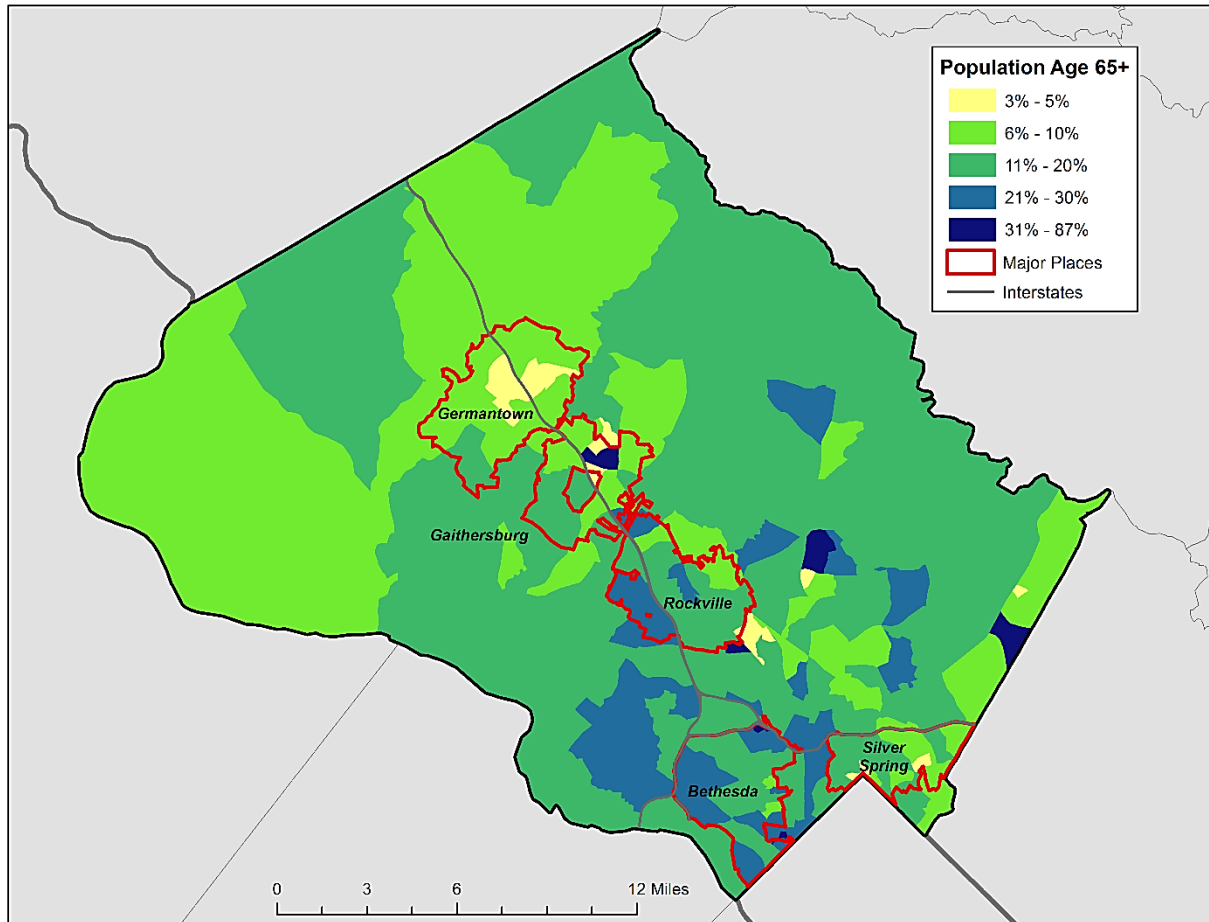 Population Age 65+
3% - 5%
6% - 10%
11% - 20%
21% - 30%
31% - 87%
Major Places
Interstates
Germantown
Gaithersburg
Rockville
Silver
Spring
Bethesda
0 3 6 12 Miles